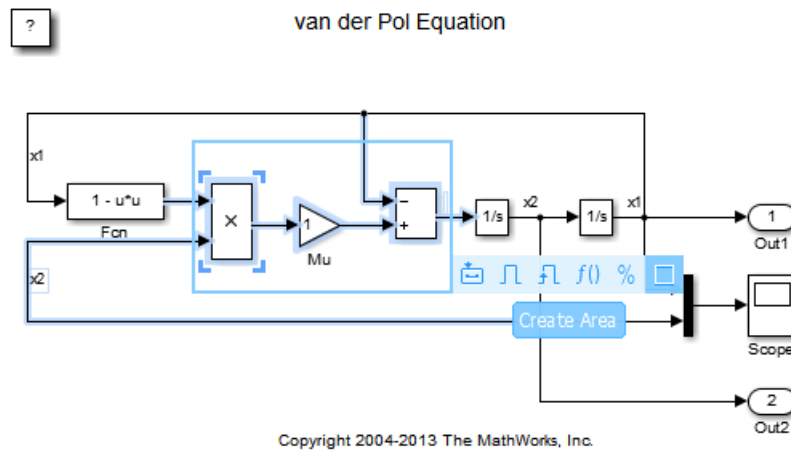 ?
van der Pol Equation
x1
1 - u*u
Fcn
×
1
Mu
−
+
1/s
x2
1/s
x1
1
Out1
x2
f()
%
Create Area
Scope
2
Out2
Copyright 2004-2013 The MathWorks, Inc.